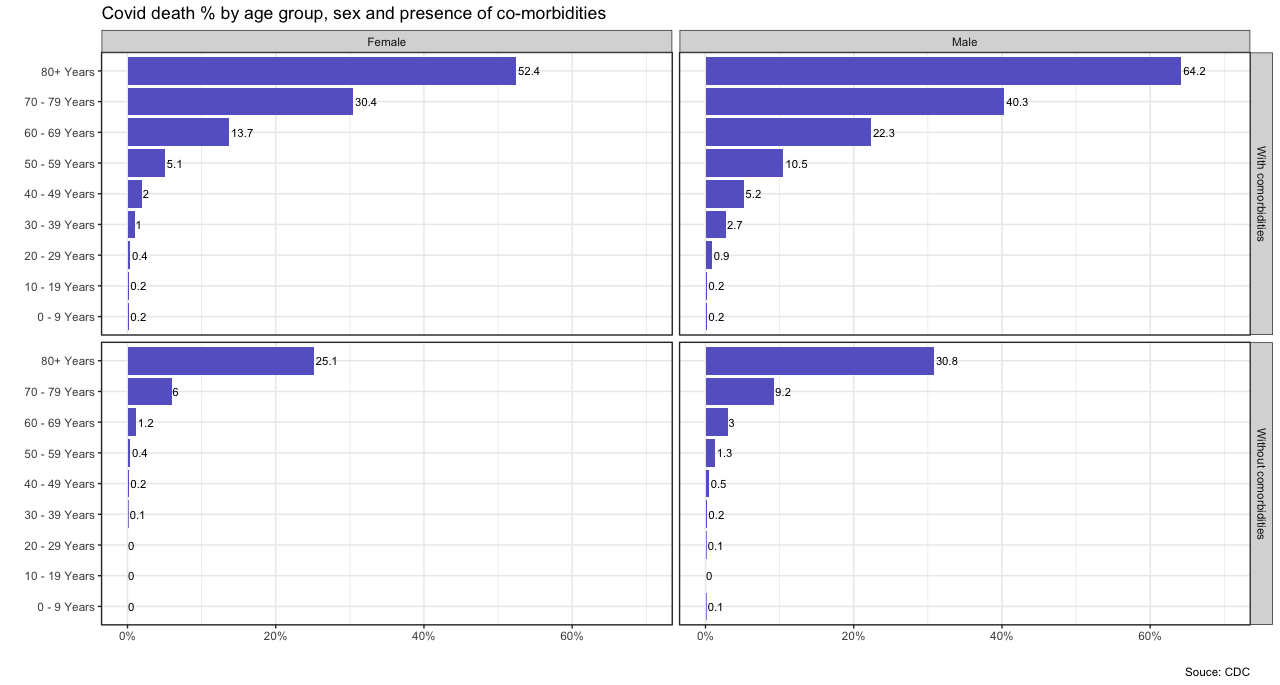 Covid death % by age group, sex and presence of co-morbidities
Female
Male
80+ Years 52.4 64.2
70 - 79 Years 30.4 40.3
60 - 69 Years 13.7 22.3
50 - 59 Years 5.1 10.5
40 - 49 Years 2 5.2
30 - 39 Years 1 2.7
20 - 29 Years 0.4 0.9
10 - 19 Years 0.2 0.2
0 - 9 Years 0.2 0.2
With comorbidities
80+ Years 25.1 30.8
70 - 79 Years 6 9.2
60 - 69 Years 1.2 3
50 - 59 Years 0.4 1.3
40 - 49 Years 0.2 0.5
30 - 39 Years 0.1 0.2
20 - 29 Years 0 0.1
10 - 19 Years 0 0
0 - 9 Years 0 0.1
Without comorbidities
0% 20% 40% 60% 0% 20% 40% 60%
Souce: CDC